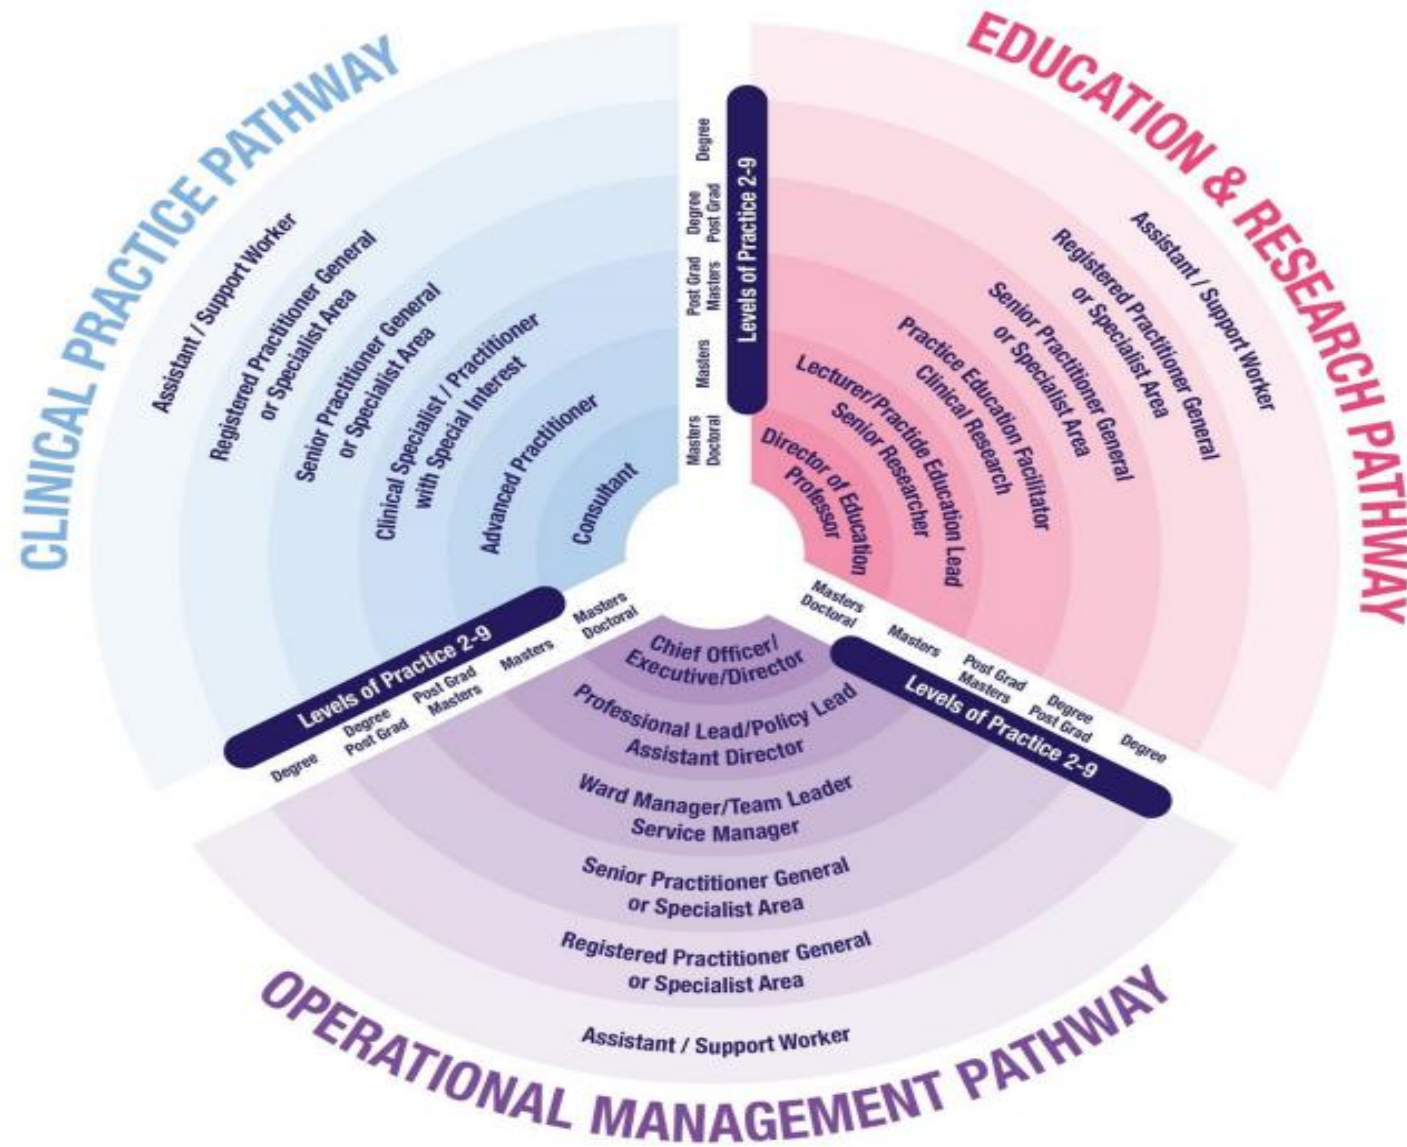 CLINICAL PRACTICE PATHWAY
Assistant / Support Worker
Registered Practitioner General
or Specialist Area
Senior Practitioner General
or Specialist Area
Clinical Specialist / Practitioner
with Special Interest
Advanced Practitioner
Consultant
Degree
Degree
Post Grad
Post Grad
Masters
Masters
Masters
Doctoral
Levels of Practice 2-9
EDUCATION & RESEARCH PATHWAY
Assistant / Support Worker
Registered Practitioner General
or Specialist Area
Senior Practitioner General
or Specialist Area
Practice Education Facilitator
Clinical Research
Lecturer/Practide Education Lead
Senior Researcher
Director of Education
Professor
Masters
Doctoral
Masters
Post Grad
Masters
Degree
Post Grad
Degree
Levels of Practice 2-9
Levels of Practice 2-9
Degree
Degree
Post Grad
Post Grad
Masters
Masters
Masters
Doctoral
Chief Officer/
Executive/Director
Professional Lead/Policy Lead
Assistant Director
Ward Manager/Team Leader
Service Manager
Senior Practitioner General
or Specialist Area
Registered Practitioner General
or Specialist Area
Assistant / Support Worker
OPERATIONAL MANAGEMENT PATHWAY